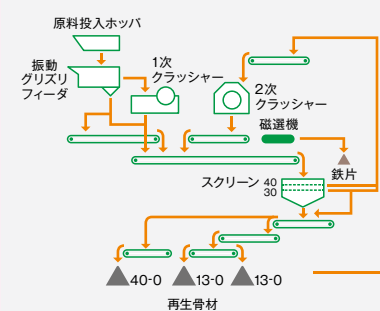 原料投入ホッパ
振動
グリズリ
フィーダ
1次
クラッシャー
2次
クラッシャー
磁選機
鉄片
スクリーン 40
30
40-0
13-0
13-0
再生骨材